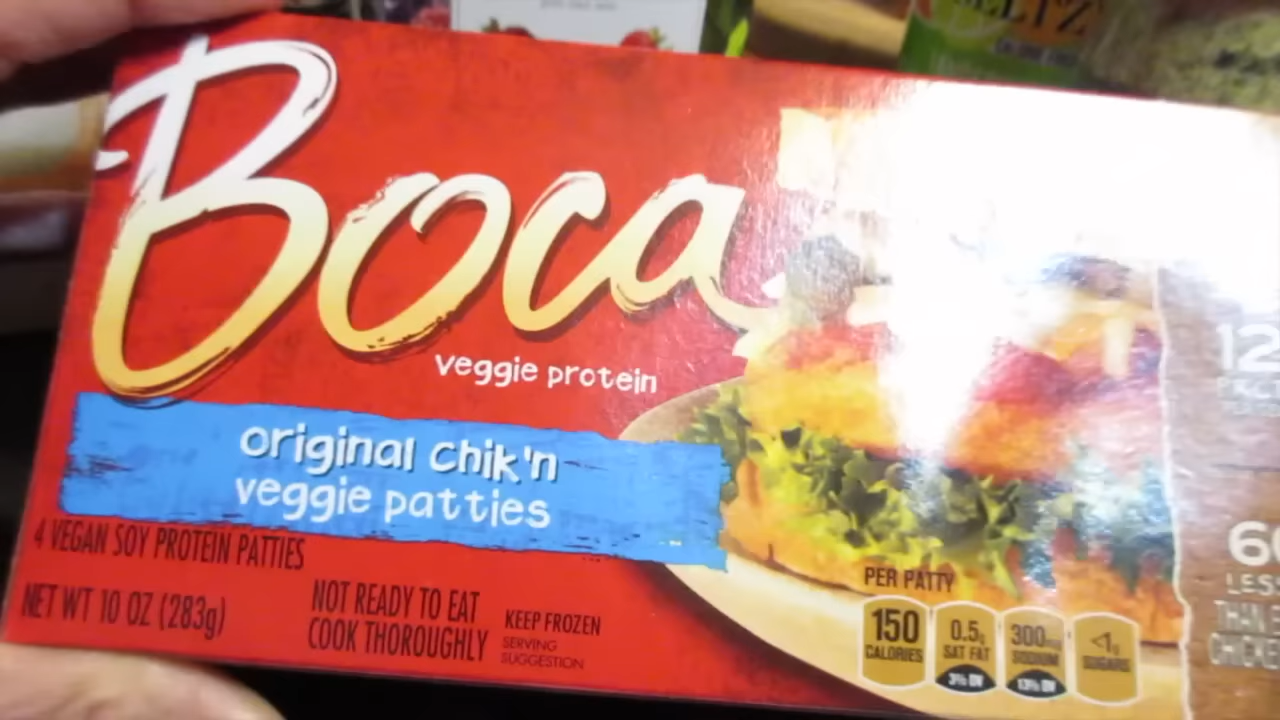 Boca
veggie protein
original chik'n
veggie patties
4 VEGAN SOY PROTEIN PATTIES
NET WT 10 OZ (283g)
NOT READY TO EAT
COOK THOROUGHLY
KEEP FROZEN
SERVING
SUGGESTION
PER PATTY
150
CALORIES
0.5g
SAT FAT
3% DV
300mg
SODIUM
13% DV
<1g
SUGARS
12
60
LESS
THAN